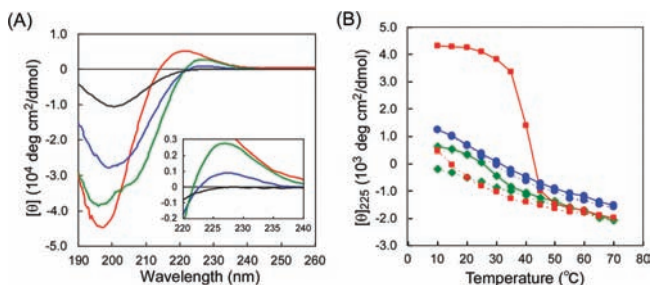 (A)
[θ] (10⁴ deg cm²/dmol)
1.0
0
-1.0
-2.0
-3.0
-4.0
-5.0
190 200 210 220 230 240 250 260
Wavelength (nm)
0.3
0.2
0.1
0
-0.1
-0.2
220 230 240
(B)
[θ]₂₂₅ (10³ deg cm²/dmol)
5.0
4.0
3.0
2.0
1.0
0
-1.0
-2.0
-3.0
0 10 20 30 40 50 60 70 80
Temperature (°C)